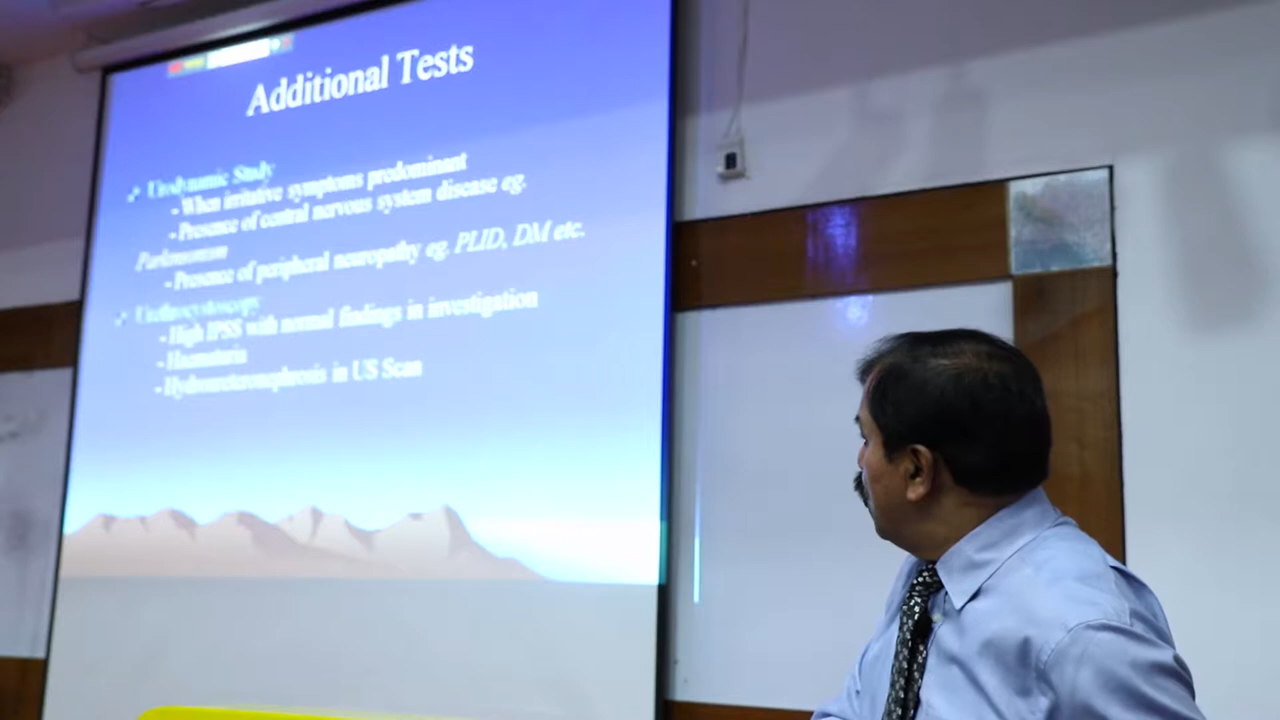 Additional Tests
Urodynamic Study
- When irritative symptoms predominant
- Presence of central nervous system disease eg.
Parkinsonism
- Presence of peripheral neuropathy eg. PLID, DM etc.
Urethrocystoscopy
- High IPSS with normal findings in investigation
- Haematuria
- Hydroureteronephrosis in US Scan